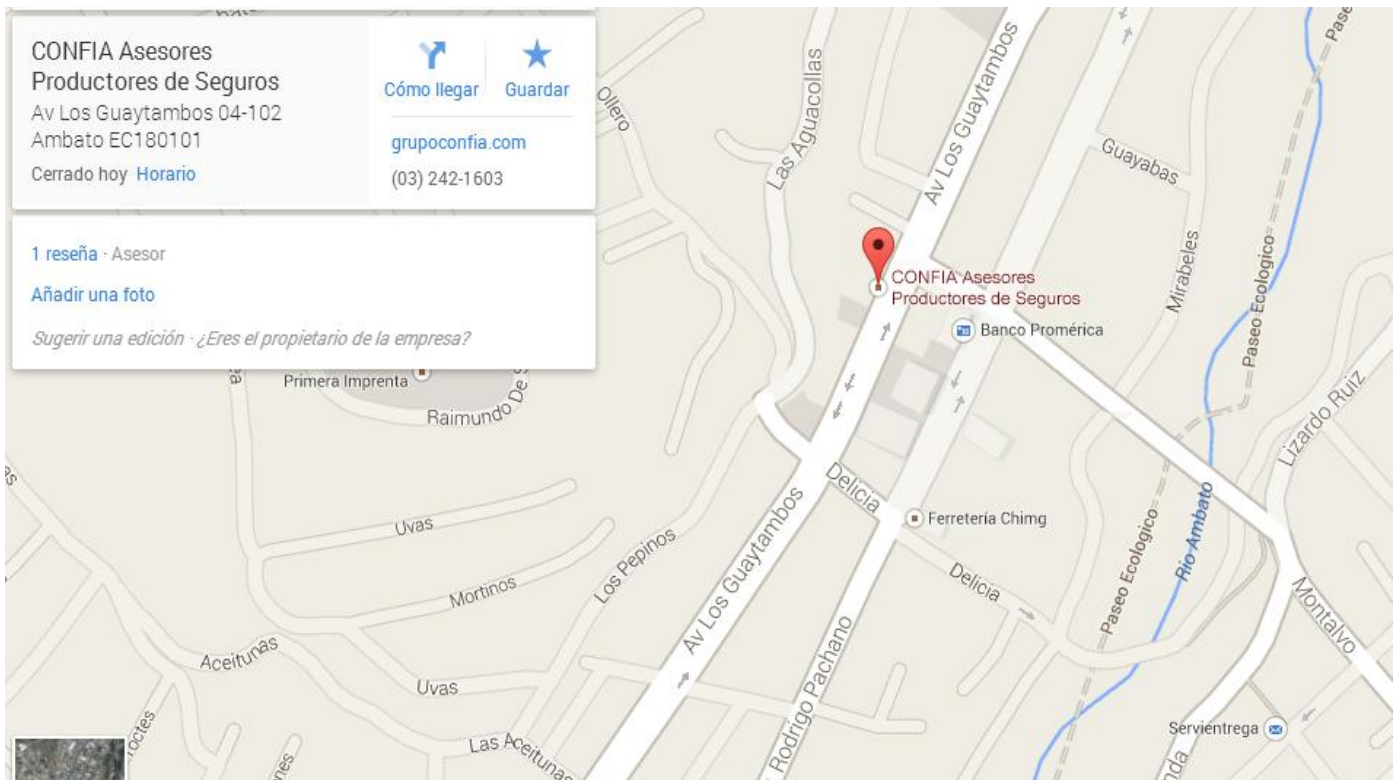 CONFIA Asesores
Productores de Seguros
Av Los Guaytambos 04-102
Ambato EC180101
Cerrado hoy Horario
Cómo llegar
Guardar
grupoconfia.com
(03) 242-1603
1 reseña · Asesor
Añadir una foto
Sugerir una edición · ¿Eres el propietario de la empresa?
Ollero
Las Aguacollas
Av Los Guaytambos
Guayabas
Mirabeles
Paseo Ecologico
CONFIA Asesores
Productores de Seguros
Banco Promérica
Primera Imprenta
Raimundo De
Lizardo Ruiz
Delicia
Ferretería Chimg
Uvas
Los Pepinos
Av Los Guaytambos
Mortinos
Delicia
Paseo Ecologico
Rio Ambato
Montalvo
Aceitunas
Uvas
Rodrigo Pachano
Las Aceitunas
Servientrega